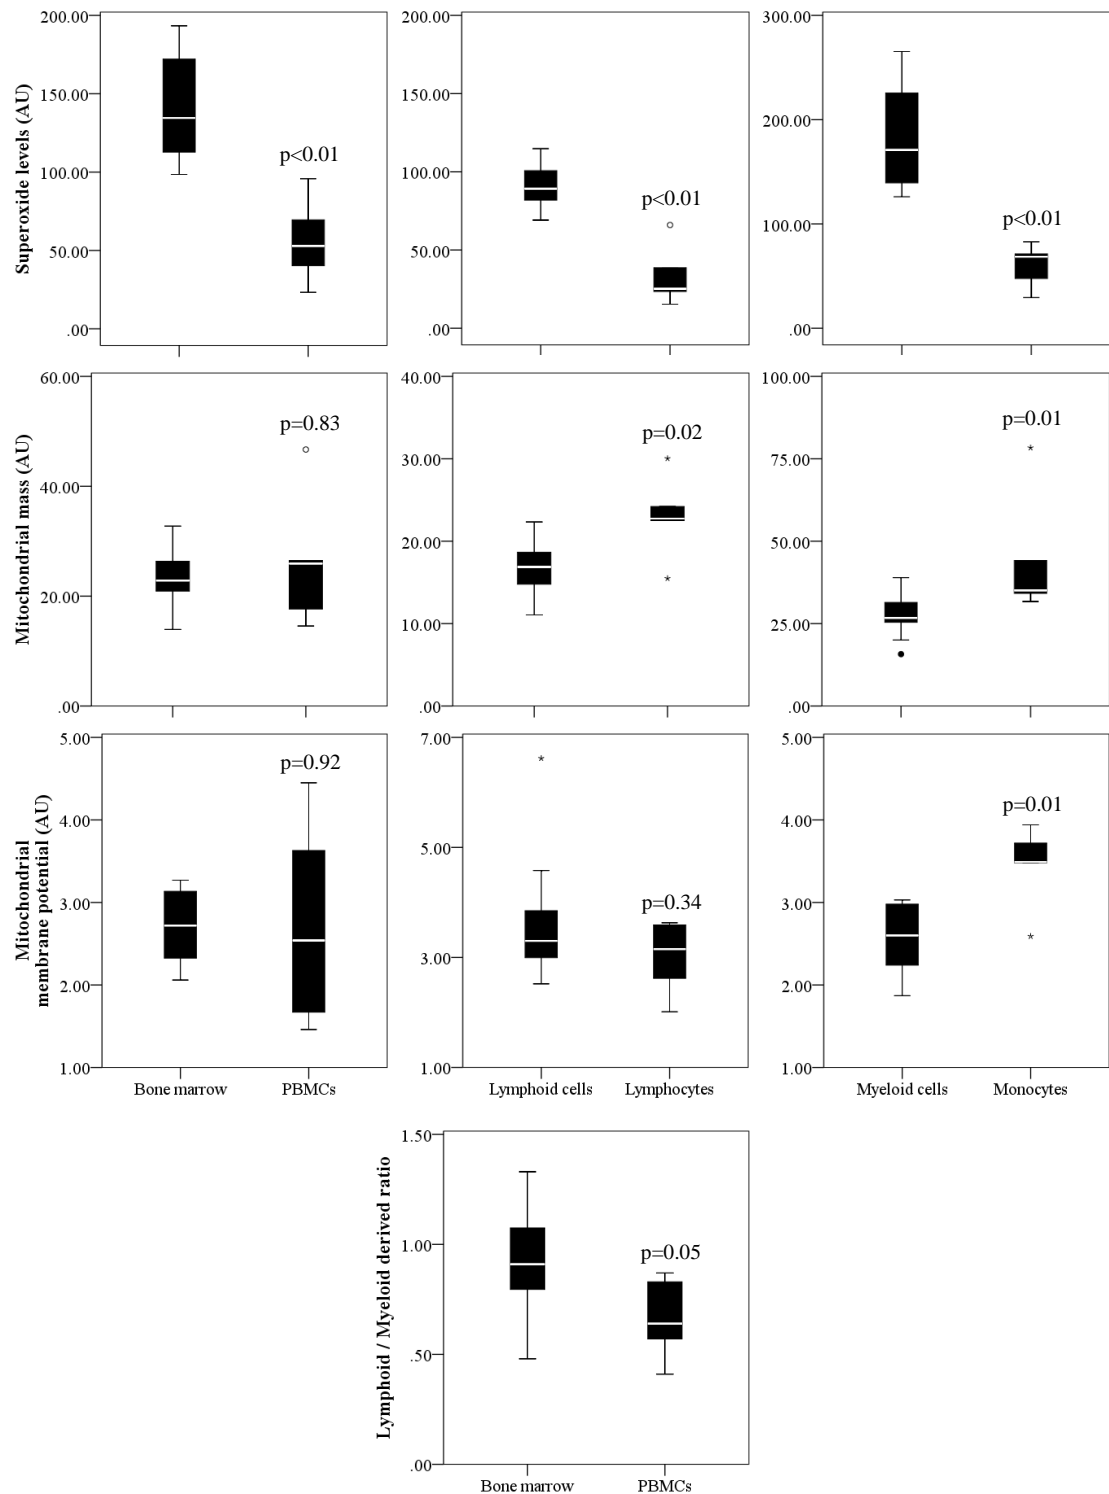 200.00
150.00
100.00
50.00
.00
Superoxide levels (AU)
p<0.01
200.00
150.00
100.00
50.00
.00
p<0.01
300.00
200.00
100.00
.00
p<0.01
60.00
40.00
20.00
.00
Mitochondrial mass (AU)
p=0.83
40.00
30.00
20.00
10.00
.00
p=0.02
100.00
75.00
50.00
25.00
.00
p=0.01
5.00
4.00
3.00
2.00
1.00
Mitochondrial
membrane potential (AU)
p=0.92
Bone marrow
PBMCs
7.00
5.00
3.00
1.00
p=0.34
Lymphoid cells
Lymphocytes
5.00
4.00
3.00
2.00
1.00
p=0.01
Myeloid cells
Monocytes
1.50
1.00
.50
.00
Lymphoid / Myeloid derived ratio
p=0.05
Bone marrow
PBMCs